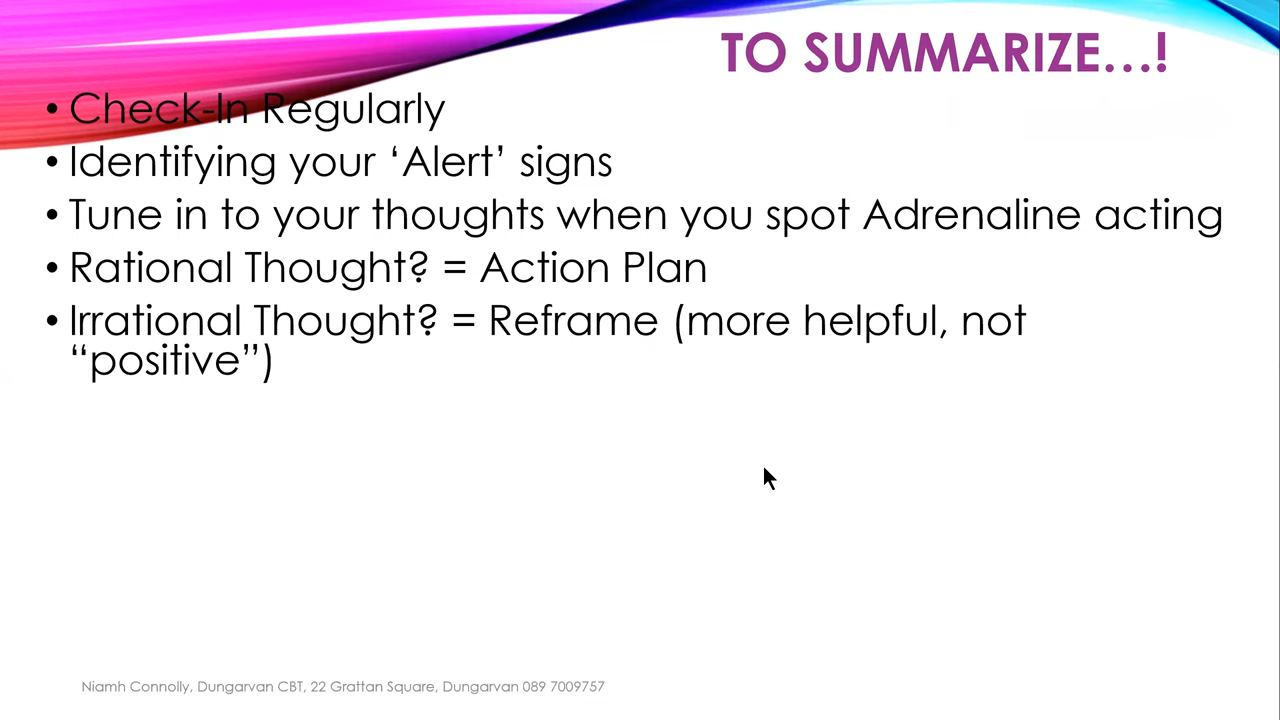 TO SUMMARIZE…!
• Check-In Regularly
• Identifying your ‘Alert’ signs
• Tune in to your thoughts when you spot Adrenaline acting
• Rational Thought? = Action Plan
• Irrational Thought? = Reframe (more helpful, not
“positive”)
Niamh Connolly, Dungarvan CBT, 22 Grattan Square, Dungarvan 089 7009757